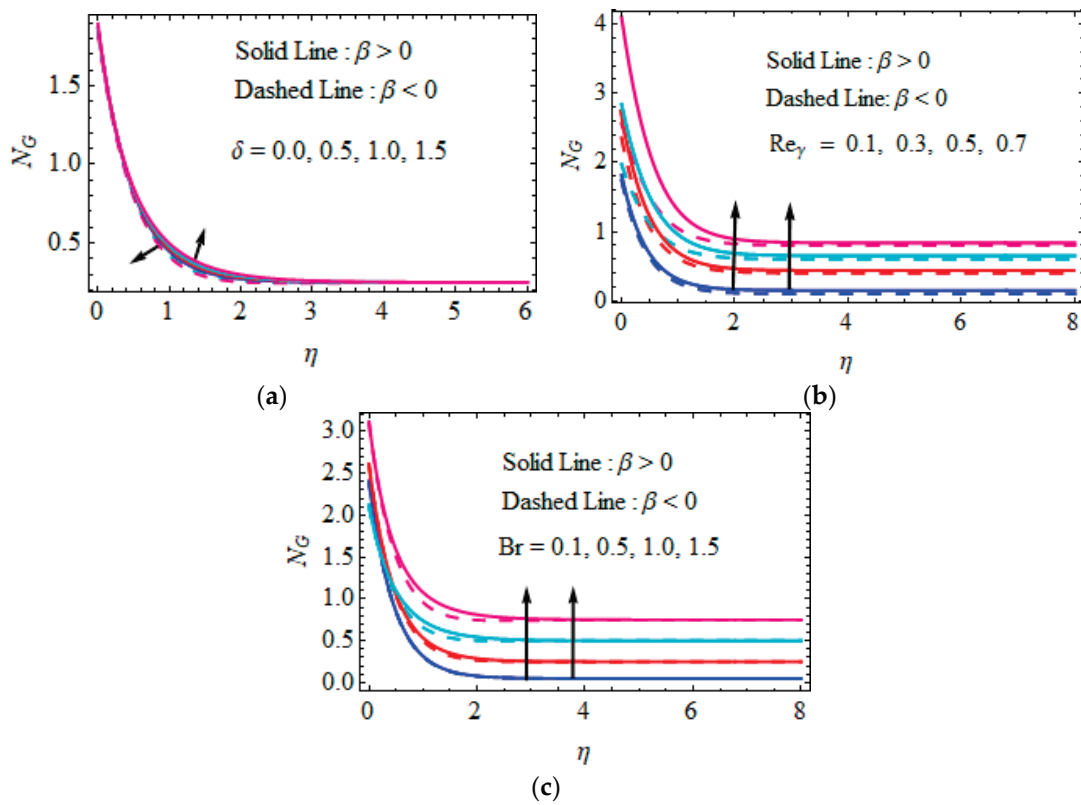 Solid Line : β > 0
Dashed Line : β < 0
δ = 0.0, 0.5, 1.0, 1.5
N_G
1.5
1.0
0.5
0 1 2 3 4 5 6
η
(a)
Solid Line : β > 0
Dashed Line: β < 0
Re_γ = 0.1, 0.3, 0.5, 0.7
N_G
4
3
2
1
0
0 2 4 6 8
η
(b)
Solid Line : β > 0
Dashed Line : β < 0
Br = 0.1, 0.5, 1.0, 1.5
N_G
3.0
2.5
2.0
1.5
1.0
0.5
0.0
0 2 4 6 8
η
(c)